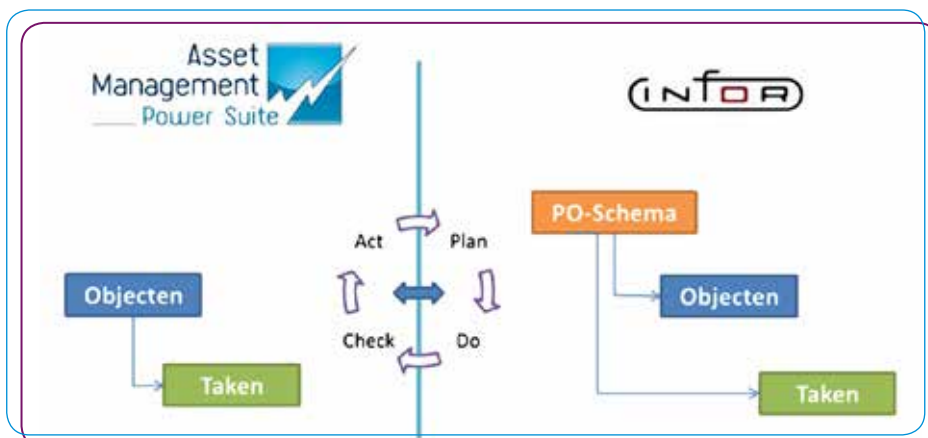 Asset
Management
Power Suite
infor
PO-Schema
Act
Plan
Objecten
Objecten
Check
Do
Taken
Taken